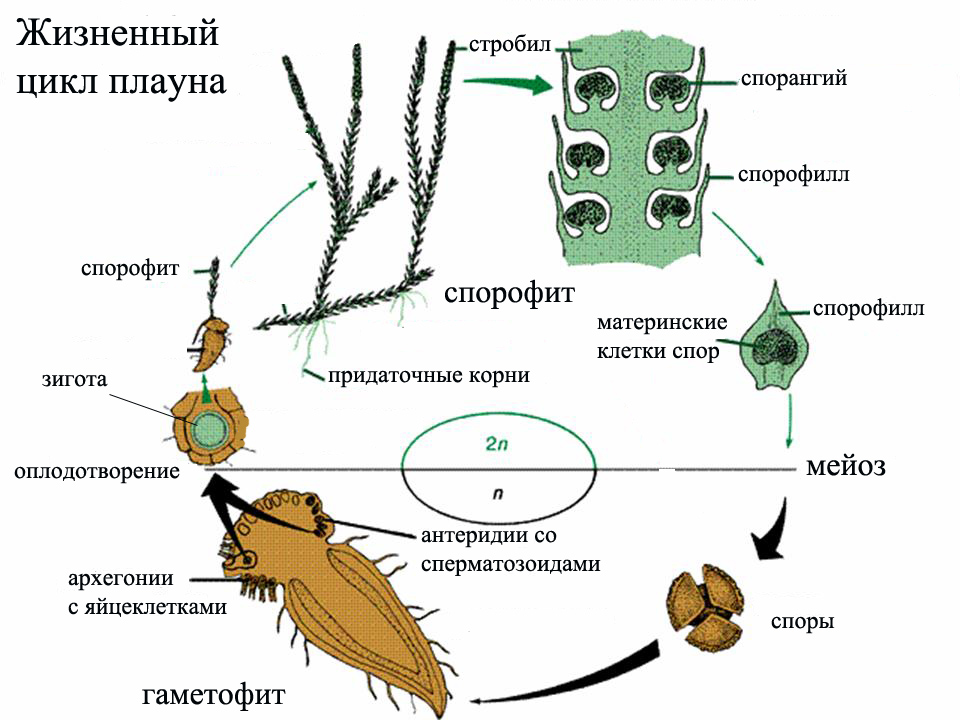 Жизненный
цикл плауна
стробил
спорангий
спорофилл
спорофит
спорофит
спорофилл
материнские
клетки спор
придаточные корни
зигота
2n
оплодотворение
мейоз
n
антеридии со
сперматозоидами
архегонии
с яйцеклетками
споры
гаметофит